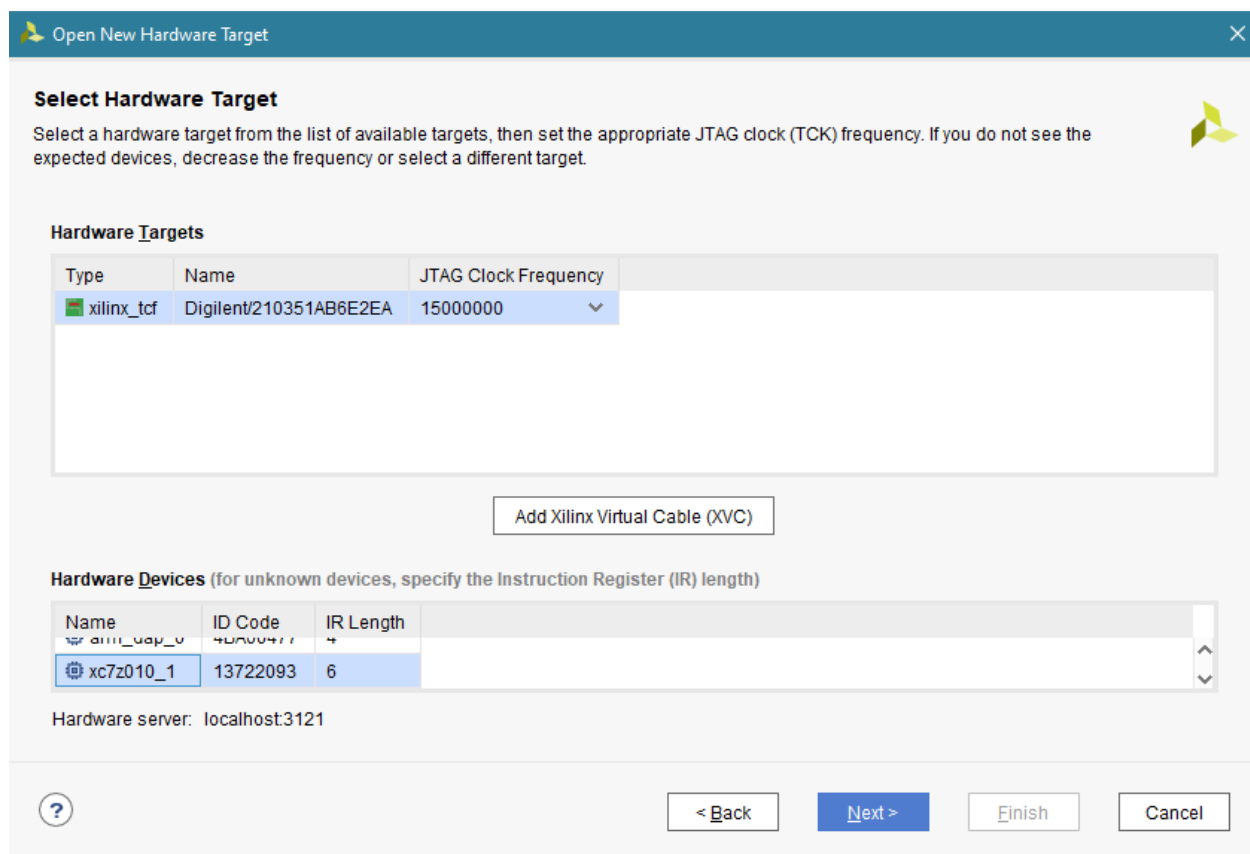 Open New Hardware Target
Select Hardware Target
Select a hardware target from the list of available targets, then set the appropriate JTAG clock (TCK) frequency. If you do not see the
expected devices, decrease the frequency or select a different target.
Hardware Targets
Type Name JTAG Clock Frequency
xilinx_tcf Digilent/210351AB6E2EA 15000000
Add Xilinx Virtual Cable (XVC)
Hardware Devices (for unknown devices, specify the Instruction Register (IR) length)
Name ID Code IR Length
arm_dap_0 4BA00477 4
xc7z010_1 13722093 6
Hardware server: localhost:3121
? < Back Next > Finish Cancel